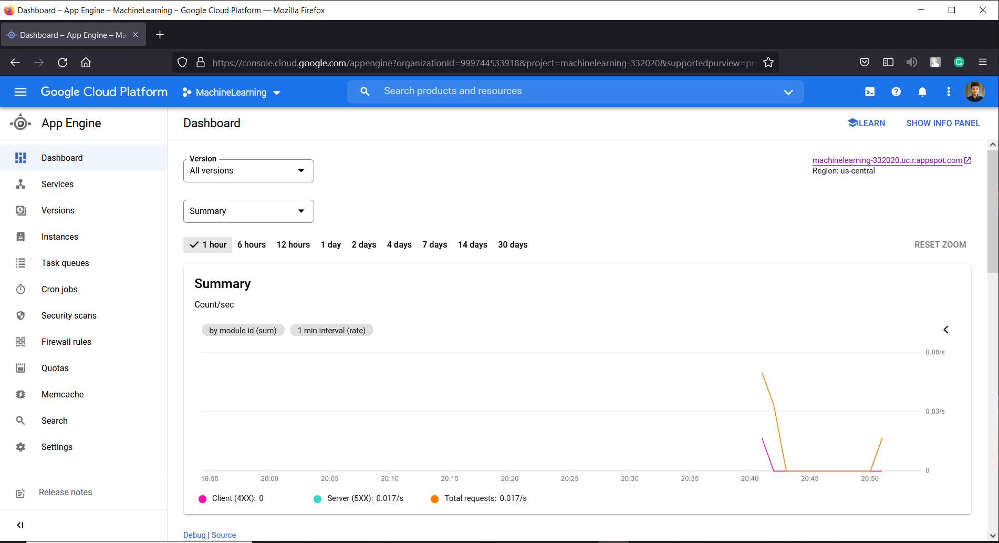 Dashboard – App Engine – MachineLearning – Google Cloud Platform — Mozilla Firefox
Dashboard – App Engine – Ma
https://console.cloud.google.com/appengine?organizationId=999744533918&project=machinelearning-332020&supportedpurview=pro
Google Cloud Platform
MachineLearning
Search products and resources
App Engine
Dashboard
LEARN
SHOW INFO PANEL
Dashboard
Services
Versions
Instances
Task queues
Cron jobs
Security scans
Firewall rules
Quotas
Memcache
Search
Settings
Release notes
Version
All versions
machinelearning-332020.uc.r.appspot.com
Region: us-central
Summary
1 hour 6 hours 12 hours 1 day 2 days 4 days 7 days 14 days 30 days
RESET ZOOM
Summary
Count/sec
by module id (sum) 1 min interval (rate)
0.06/s
0.03/s
0
19:55 20:00 20:05 20:10 20:15 20:20 20:25 20:30 20:35 20:40 20:45 20:50
Client (4XX): 0 Server (5XX): 0.017/s Total requests: 0.017/s
Debug | Source